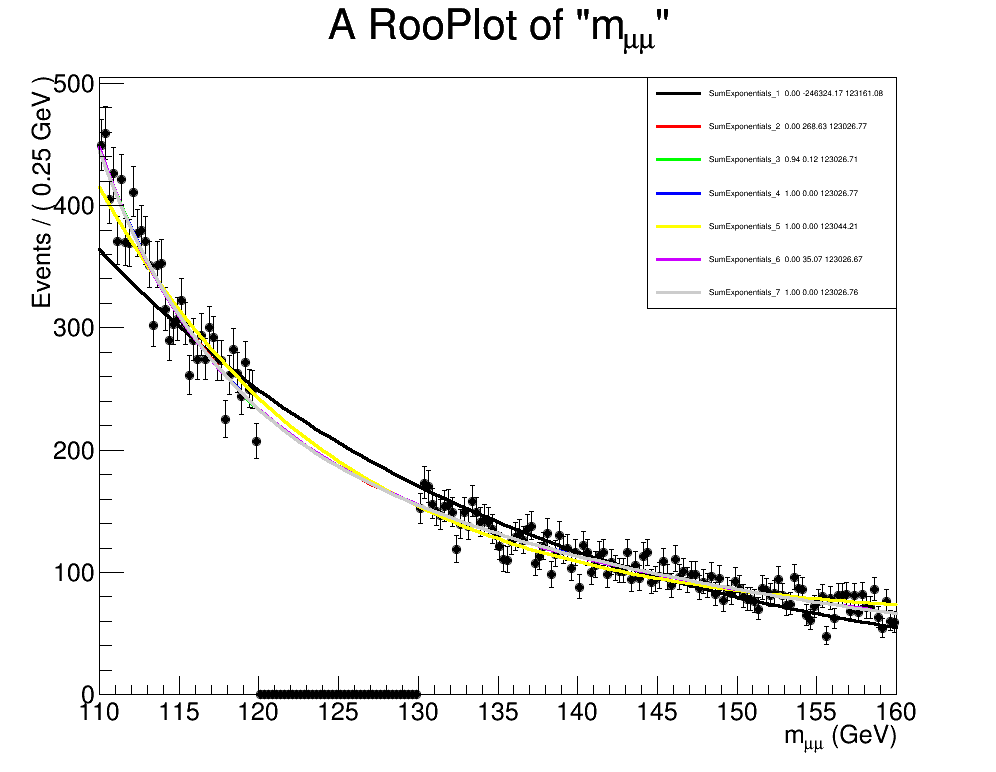 A RooPlot of "mμμ"
Events / ( 0.25 GeV )
500
400
300
200
100
0
SumExponentials_1 0.00 -246324.17 123161.08
SumExponentials_2 0.00 268.63 123026.77
SumExponentials_3 0.94 0.12 123026.71
SumExponentials_4 1.00 0.00 123026.77
SumExponentials_5 1.00 0.00 123044.21
SumExponentials_6 0.00 35.07 123026.67
SumExponentials_7 1.00 0.00 123026.76
110 115 120 125 130 135 140 145 150 155 160
mμμ (GeV)